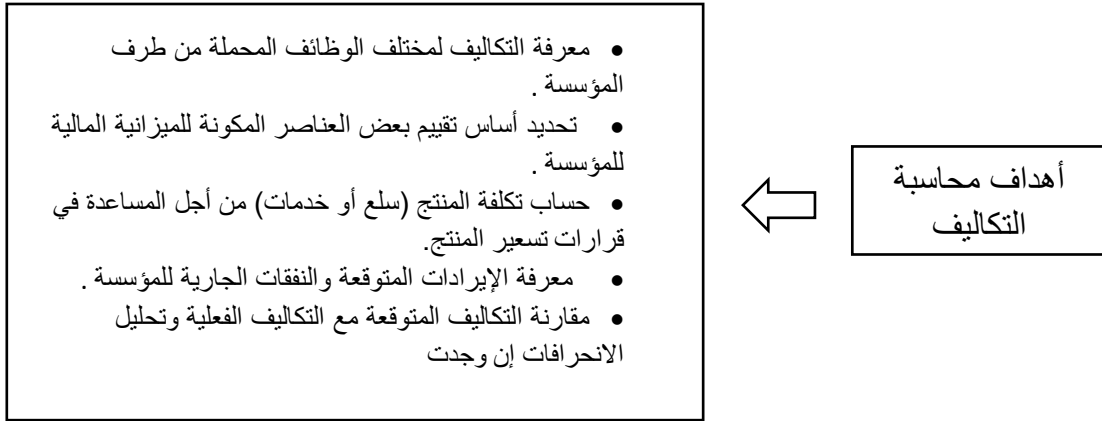 أهداف محاسبة
التكاليف
• معرفة التكاليف لمختلف الوظائف المحملة من طرف
المؤسسة .
• تحديد أساس تقييم بعض العناصر المكونة للميزانية المالية
للمؤسسة .
• حساب تكلفة المنتج (سلع أو خدمات) من أجل المساعدة في
قرارات تسعير المنتج.
• معرفة الإيرادات المتوقعة والنفقات الجارية للمؤسسة .
• مقارنة التكاليف المتوقعة مع التكاليف الفعلية وتحليل
الانحرافات إن وجدت